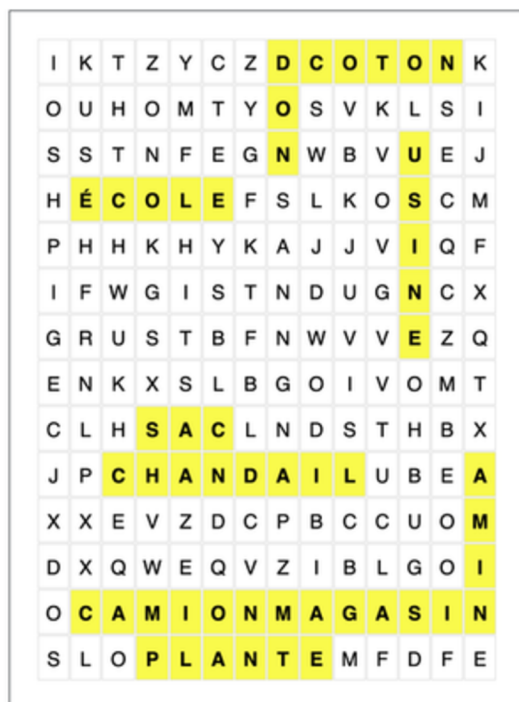 I K T Z Y C Z D C O T O N K
O U H O M T Y O S V K L S I
S S T N F E G N W B V U E J
H É C O L E F S L K O S C M
P H H K H Y K A J J V I Q F
I F W G I S T N D U G N C X
G R U S T B F N W V V E Z Q
E N K X S L B G O I V O M T
C L H S A C L N D S T H B X
J P C H A N D A I L U B E A
X X E V Z D C P B C C U O M
D X Q W E Q V Z I B L G O I
O C A M I O N M A G A S I N
S L O P L A N T E M F D F E